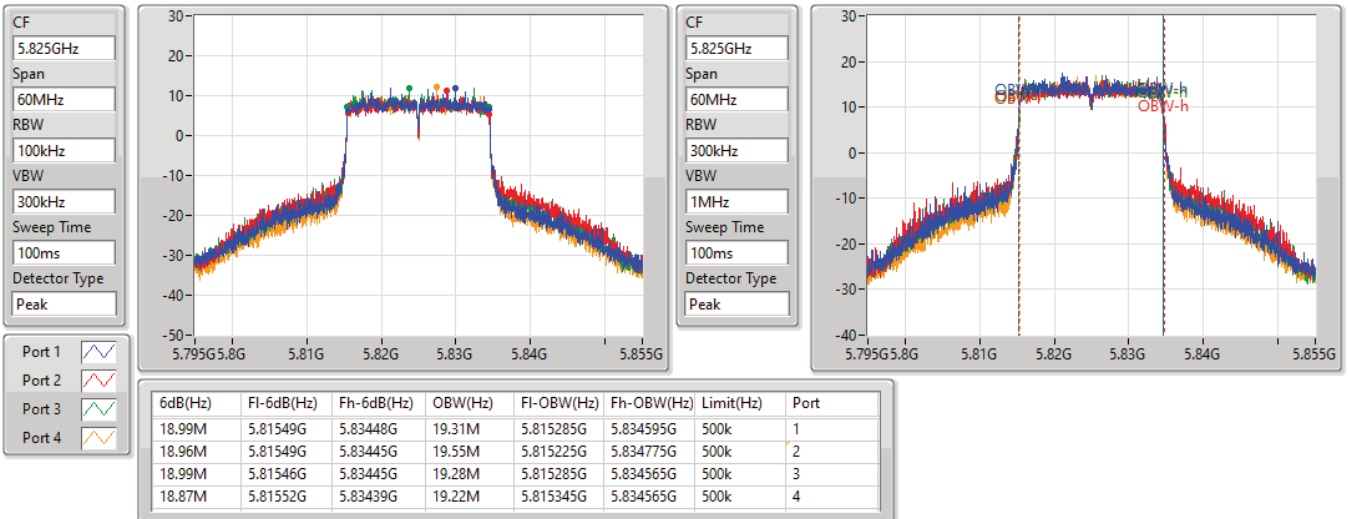 CF
5.825GHz
Span
60MHz
RBW
100kHz
VBW
300kHz
Sweep Time
100ms
Detector Type
Peak
30
20
10
0
-10
-20
-30
-40
-50
5.795G 5.8G 5.81G 5.82G 5.83G 5.84G 5.855G
CF
5.825GHz
Span
60MHz
RBW
300kHz
VBW
1MHz
Sweep Time
100ms
Detector Type
Peak
30
20
10
0
-10
-20
-30
-40
OBW-h
5.795G 5.8G 5.81G 5.82G 5.83G 5.84G 5.855G
Port 1
Port 2
Port 3
Port 4
6dB(Hz) Fl-6dB(Hz) Fh-6dB(Hz) OBW(Hz) Fl-OBW(Hz) Fh-OBW(Hz) Limit(Hz) Port
18.99M 5.81549G 5.83448G 19.31M 5.815285G 5.834595G 500k 1
18.96M 5.81549G 5.83445G 19.55M 5.815225G 5.834775G 500k 2
18.99M 5.81546G 5.83445G 19.28M 5.815285G 5.834565G 500k 3
18.87M 5.81552G 5.83439G 19.22M 5.815345G 5.834565G 500k 4